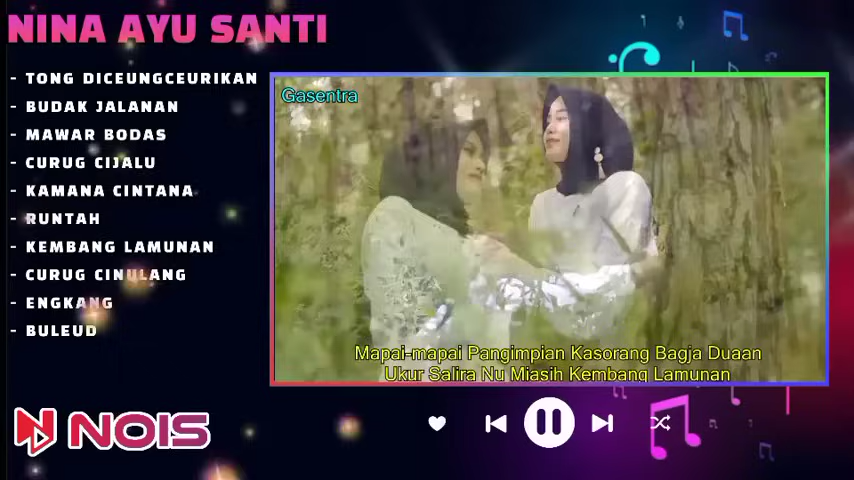 NINA AYU SANTI
- TONG DICEUNGCEURIKAN
- BUDAK JALANAN
- MAWAR BODAS
- CURUG CIJALU
- KAMANA CINTANA
- RUNTAH
- KEMBANG LAMUNAN
- CURUG CINULANG
- ENGKANG
- BULEUD
Gasentra
Mapai-mapai Pangimpian Kasorang Bagja Duaan
Ukur Salira Nu Miasih Kembang Lamunan
NOIS